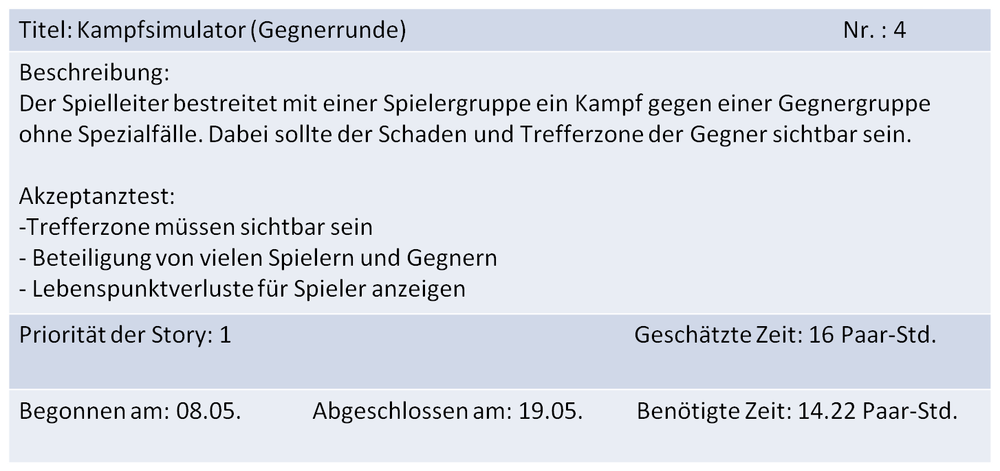 Titel: Kampfsimulator (Gegnerrunde) Nr. : 4
Beschreibung:
Der Spielleiter bestreitet mit einer Spielergruppe ein Kampf gegen einer Gegnergruppe
ohne Spezialfälle. Dabei sollte der Schaden und Trefferzone der Gegner sichtbar sein.
Akzeptanztest:
-Trefferzone müssen sichtbar sein
- Beteiligung von vielen Spielern und Gegnern
- Lebenspunktverluste für Spieler anzeigen
Priorität der Story: 1 Geschätzte Zeit: 16 Paar-Std.
Begonnen am: 08.05. Abgeschlossen am: 19.05. Benötigte Zeit: 14.22 Paar-Std.